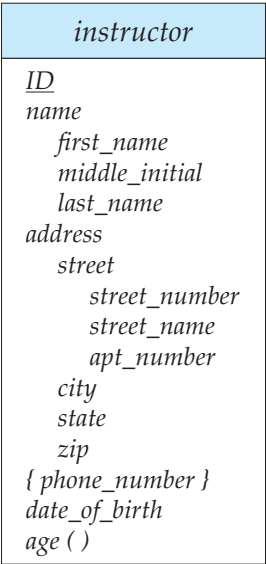 instructor
ID
name
first_name
middle_initial
last_name
address
street
street_number
street_name
apt_number
city
state
zip
{ phone_number }
date_of_birth
age ( )